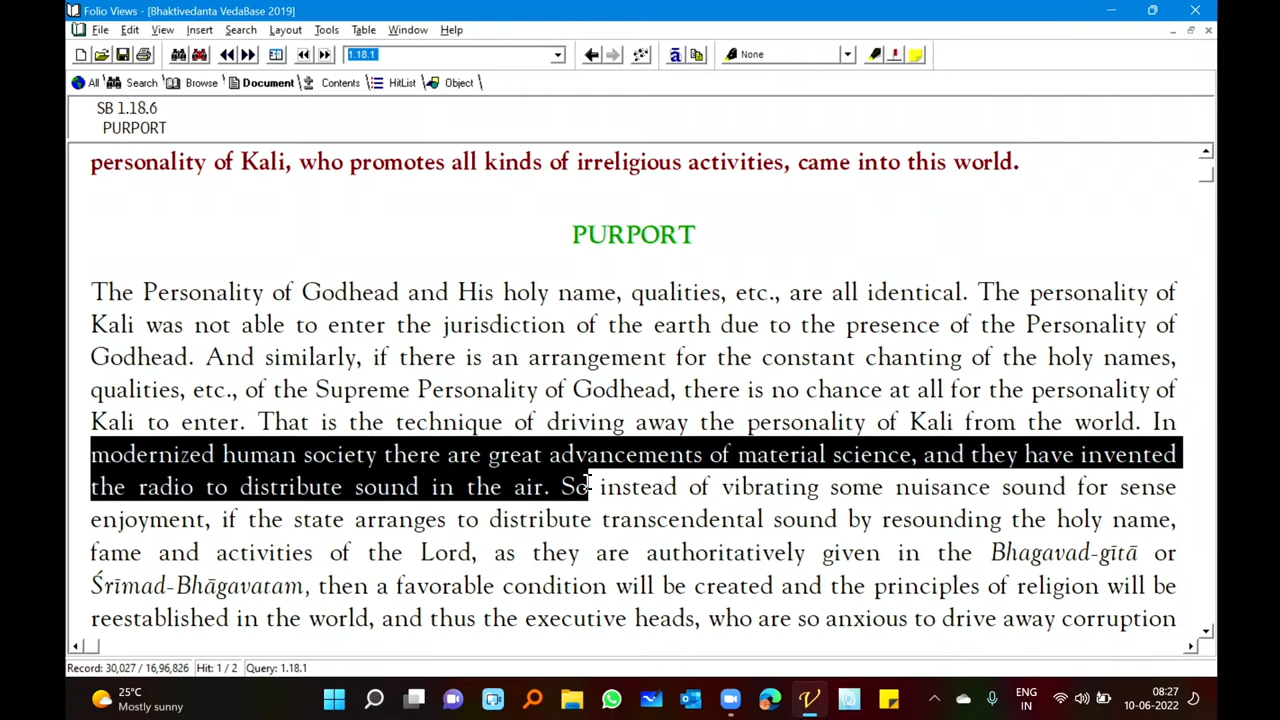 Folio Views - [Bhaktivedanta VedaBase 2019]
File Edit View Insert Search Layout Tools Table Window Help
1.18.1
None
All Search Browse Document Contents HitList Object
SB 1.18.6
PURPORT
personality of Kali, who promotes all kinds of irreligious activities, came into this world.
PURPORT
The Personality of Godhead and His holy name, qualities, etc., are all identical. The personality of
Kali was not able to enter the jurisdiction of the earth due to the presence of the Personality of
Godhead. And similarly, if there is an arrangement for the constant chanting of the holy names,
qualities, etc., of the Supreme Personality of Godhead, there is no chance at all for the personality of
Kali to enter. That is the technique of driving away the personality of Kali from the world. In
modernized human society there are great advancements of material science, and they have invented
the radio to distribute sound in the air. So instead of vibrating some nuisance sound for sense
enjoyment, if the state arranges to distribute transcendental sound by resounding the holy name,
fame and activities of the Lord, as they are authoritatively given in the Bhagavad-gītā or
Śrīmad-Bhāgavatam, then a favorable condition will be created and the principles of religion will be
reestablished in the world, and thus the executive heads, who are so anxious to drive away corruption
Record: 30,027 / 16,96,826 Hit: 1 / 2 Query: 1.18.1
25°C
Mostly sunny
ENG
IN
08:27
10-06-2022